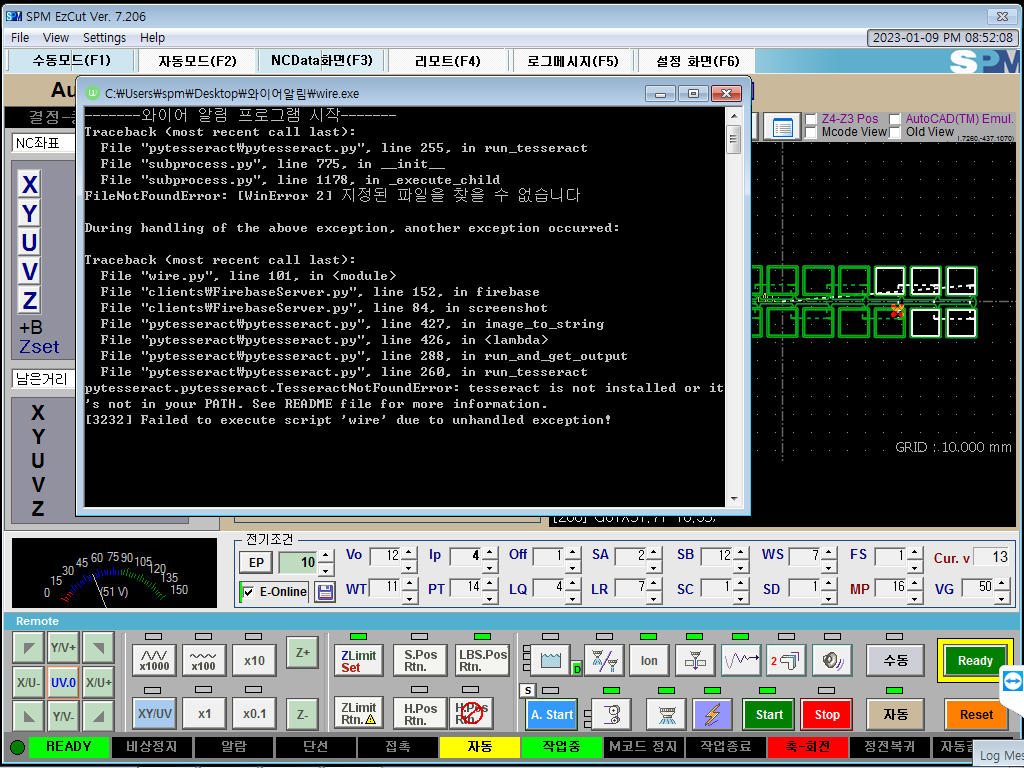 SPM EzCut Ver. 7.206
File View Settings Help
2023-01-09 PM 08:52:08
수동모드(F1) 자동모드(F2) NCData화면(F3) 리모트(F4) 로그메시지(F5) 설정 화면(F6)
SPM
Au
C:₩Users₩spm₩Desktop₩와이어알림₩wire.exe
결정-
NC좌표
Z4-Z3 Pos AutoCAD(TM) Emul.
Mcode View Old View
-------와이어 알림 프로그램 시작-------
Traceback (most recent call last):
File "pytesseract₩pytesseract.py", line 255, in run_tesseract
File "subprocess.py", line 775, in __init__
File "subprocess.py", line 1178, in _execute_child
FileNotFoundError: [WinError 2] 지정된 파일을 찾을 수 없습니다
During handling of the above exception, another exception occurred:
Traceback (most recent call last):
File "wire.py", line 101, in <module>
File "clients₩FirebaseServer.py", line 152, in firebase
File "clients₩FirebaseServer.py", line 84, in screenshot
File "pytesseract₩pytesseract.py", line 427, in image_to_string
File "pytesseract₩pytesseract.py", line 426, in <lambda>
File "pytesseract₩pytesseract.py", line 288, in run_and_get_output
File "pytesseract₩pytesseract.py", line 260, in run_tesseract
pytesseract.pytesseract.TesseractNotFoundError: tesseract is not installed or it
's not in your PATH. See README file for more information.
[3232] Failed to execute script 'wire' due to unhandled exception!
X
Y
U
V
Z
+B
Zset
남은거리
X
Y
U
V
Z
GRID : 10.000 mm
전기조건
EP 10 Vo 12 Ip 4 Off 1 SA 2 SB 12 WS 7 FS 1 Cur. v 13
E-Online WT 11 PT 14 LQ 4 LR 7 SC 1 SD 1 MP 16 VG 50
0 15 30 45 60 75 90 105 120 135 150
(51 V)
Remote
Y/V+ x1000 x100 x10 Z+ ZLimit Set S.Pos Rtn. LBS.Pos Rtn. D Ion 2 수동 Ready
X/U- UV.0 X/U+
Y/V- XY/UV x1 x0.1 Z- ZLimit Rtn. H.Pos Rtn. H.Pos Rtn. S A. Start Start Stop 자동 Reset
READY 비상정지 알람 단선 접촉 자동 작업중 M코드 정지 작업종료 축-회전 정전복귀
Log Mes